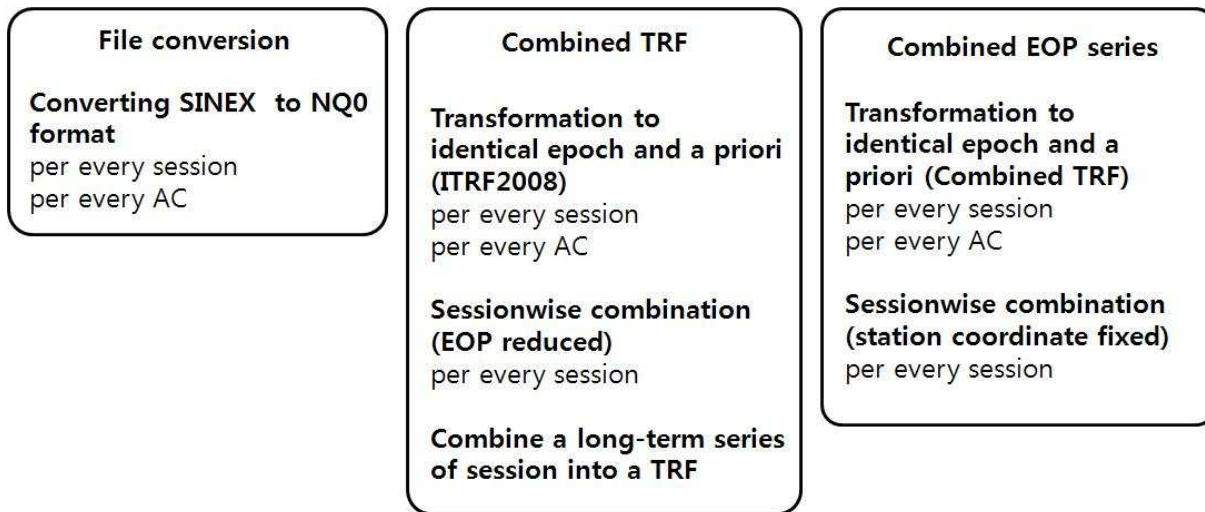 File conversion
Converting SINEX to NQ0
format
per every session
per every AC
Combined TRF
Transformation to
identical epoch and a priori
(ITRF2008)
per every session
per every AC
Sessionwise combination
(EOP reduced)
per every session
Combine a long-term series
of session into a TRF
Combined EOP series
Transformation to
identical epoch and a
priori (Combined TRF)
per every session
per every AC
Sessionwise combination
(station coordinate fixed)
per every session